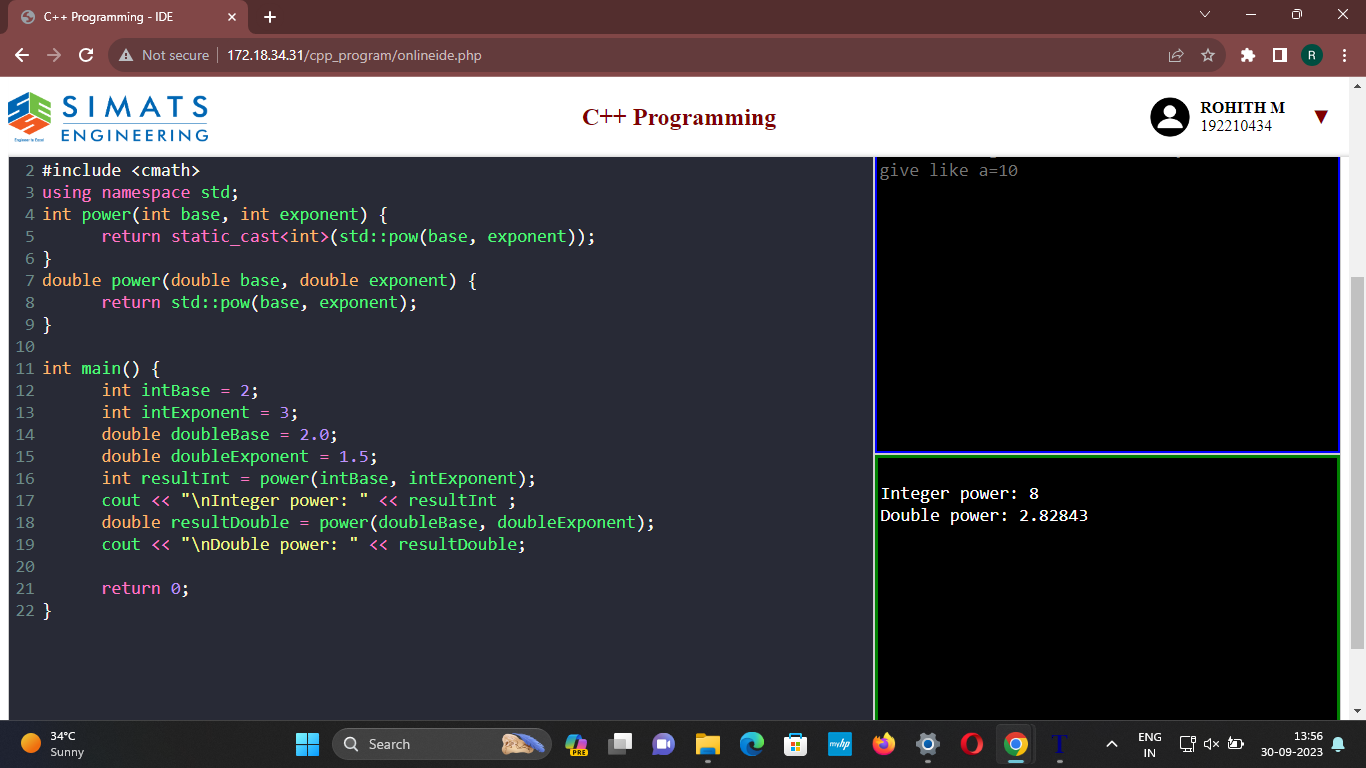 C++ Programming - IDE
Not secure
172.18.34.31/cpp_program/onlineide.php
R
SIMATS
ENGINEERING
Engineer to Excel
C++ Programming
ROHITH M
192210434
2 #include <cmath>
3 using namespace std;
4 int power(int base, int exponent) {
5 return static_cast<int>(std::pow(base, exponent));
6 }
7 double power(double base, double exponent) {
8 return std::pow(base, exponent);
9 }
10
11 int main() {
12 int intBase = 2;
13 int intExponent = 3;
14 double doubleBase = 2.0;
15 double doubleExponent = 1.5;
16 int resultInt = power(intBase, intExponent);
17 cout << "\nInteger power: " << resultInt ;
18 double resultDouble = power(doubleBase, doubleExponent);
19 cout << "\nDouble power: " << resultDouble;
20
21 return 0;
22 }
give like a=10
Integer power: 8
Double power: 2.82843
34°C
Sunny
Search
PRE
myhp
T
ENG
IN
13:56
30-09-2023